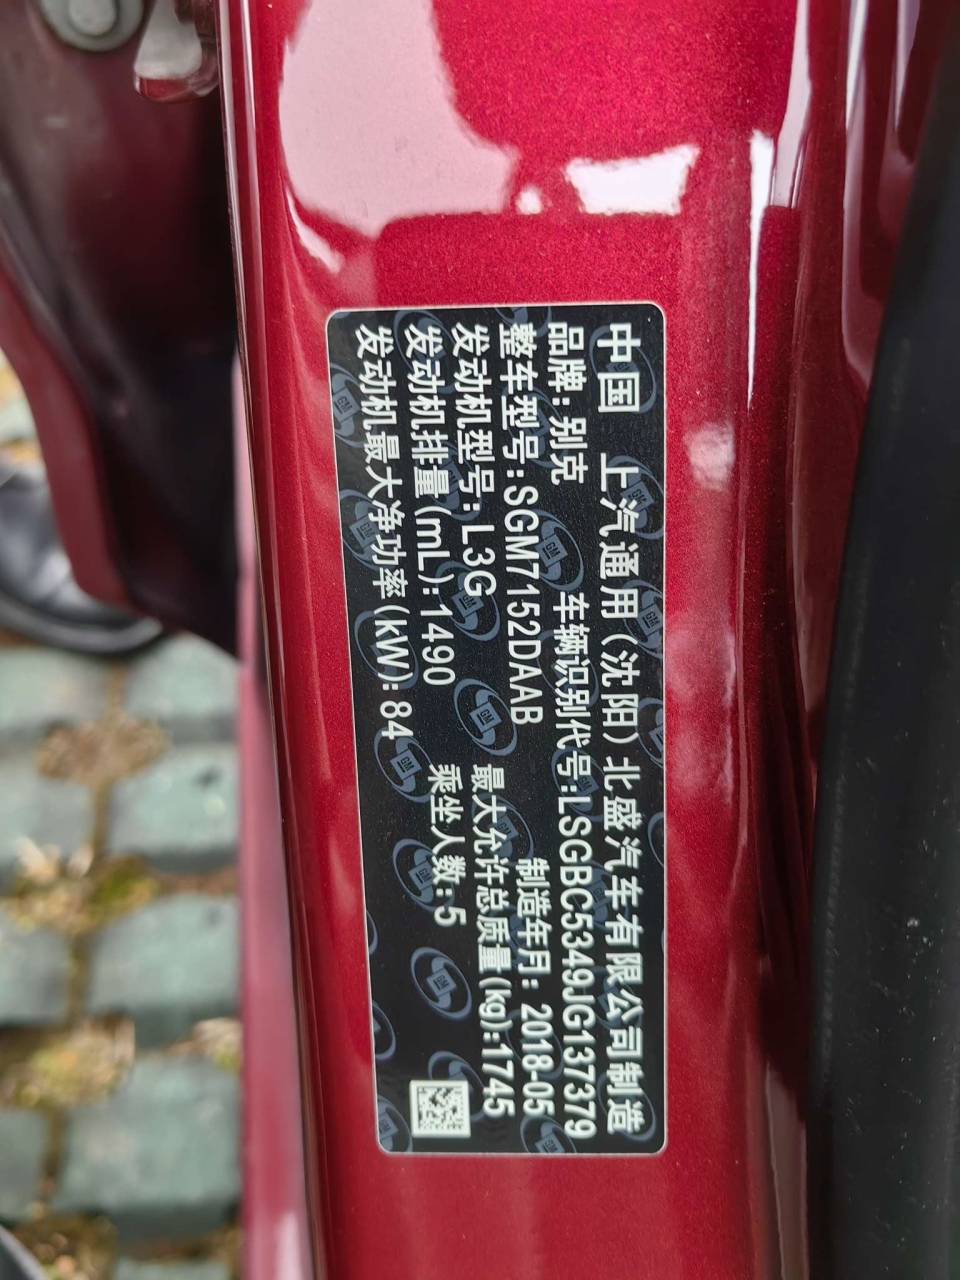 中国 上汽通用(沈阳)北盛汽车有限公司制造
品牌:别克 车辆识别代号:LSGBC5349JG137379
整车型号:SGM7152DAAB 制造年月:2018-05
发动机型号:L3G 最大允许总质量(kg):1745
发动机排量(mL):1490 乘坐人数:5
发动机最大净功率(kW):84